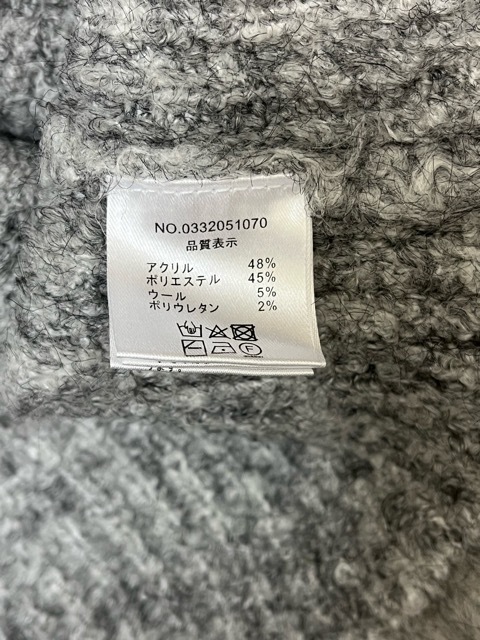 NO.0332051070
品質表示
アクリル 48%
ポリエステル 45%
ウール 5%
ポリウレタン 2%
F